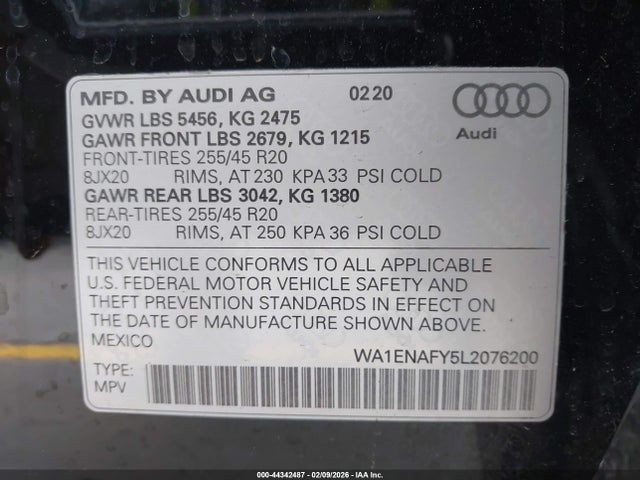 MFD. BY AUDI AG 0220
GVWR LBS 5456, KG 2475
GAWR FRONT LBS 2679, KG 1215
FRONT-TIRES 255/45 R20
8JX20 RIMS, AT 230 KPA 33 PSI COLD
GAWR REAR LBS 3042, KG 1380
REAR-TIRES 255/45 R20
8JX20 RIMS, AT 250 KPA 36 PSI COLD
Audi
THIS VEHICLE CONFORMS TO ALL APPLICABLE
U.S. FEDERAL MOTOR VEHICLE SAFETY AND
THEFT PREVENTION STANDARDS IN EFFECT ON
THE DATE OF MANUFACTURE SHOWN ABOVE.
MEXICO
WA1ENAFY5L2076200
TYPE:
MPV
000-44342487 - 02/09/2026 - © IAA Inc.